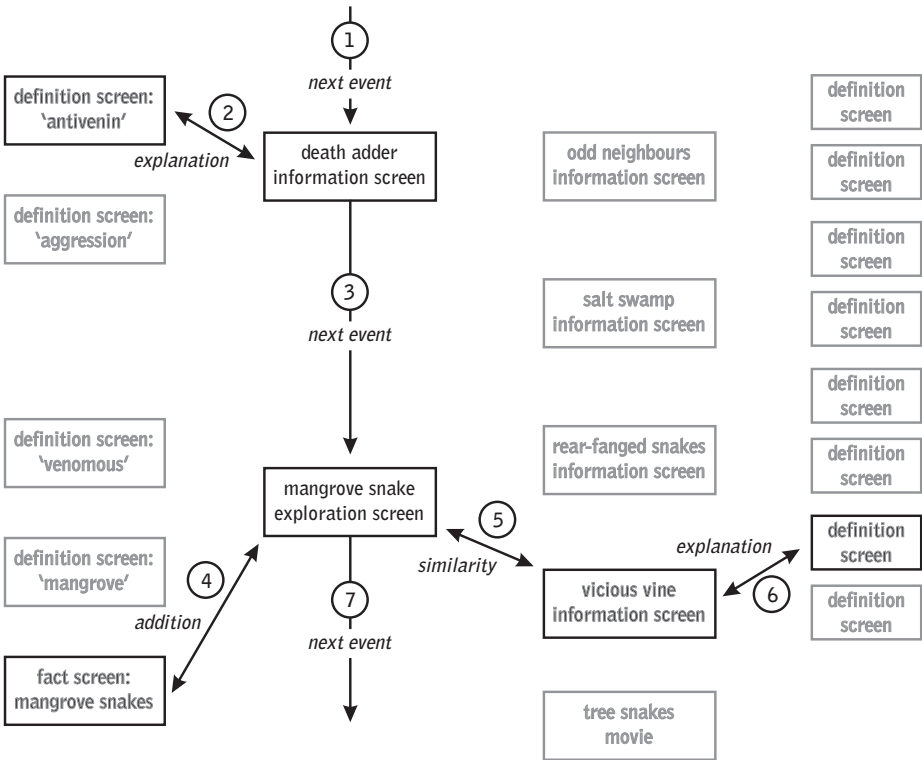 1
next event
definition screen:
‘antivenin’
2
explanation
death adder
information screen
odd neighbours
information screen
definition
screen
definition
screen
definition screen:
‘aggression’
definition
screen
3
next event
salt swamp
information screen
definition
screen
definition screen:
‘venomous’
rear-fanged snakes
information screen
definition
screen
definition
screen
mangrove snake
exploration screen
5
similarity
explanation
definition
screen
definition screen:
‘mangrove’
4
addition
7
next event
vicious vine
information screen
6
definition
screen
fact screen:
mangrove snakes
tree snakes
movie